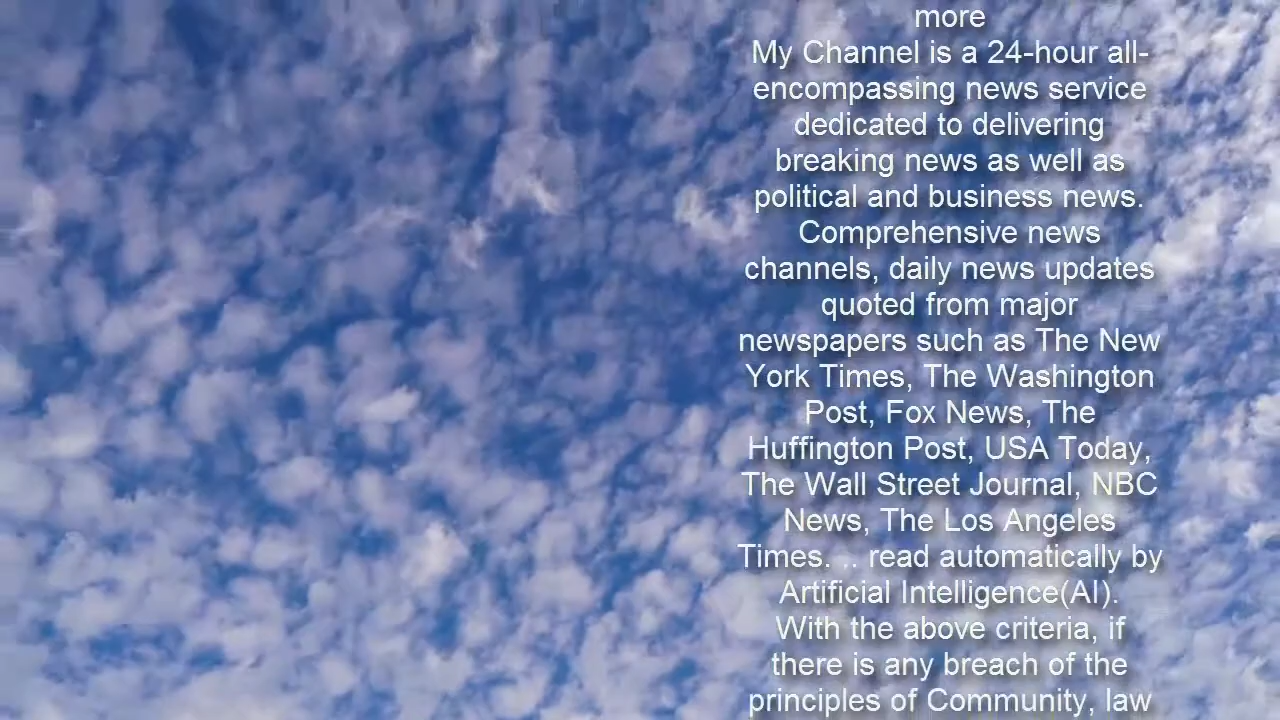 more
My Channel is a 24-hour all-
encompassing news service
dedicated to delivering
breaking news as well as
political and business news.
Comprehensive news
channels, daily news updates
quoted from major
newspapers such as The New
York Times, The Washington
Post, Fox News, The
Huffington Post, USA Today,
The Wall Street Journal, NBC
News, The Los Angeles
Times. .. read automatically by
Artificial Intelligence(AI).
With the above criteria, if
there is any breach of the
principles of Community, law